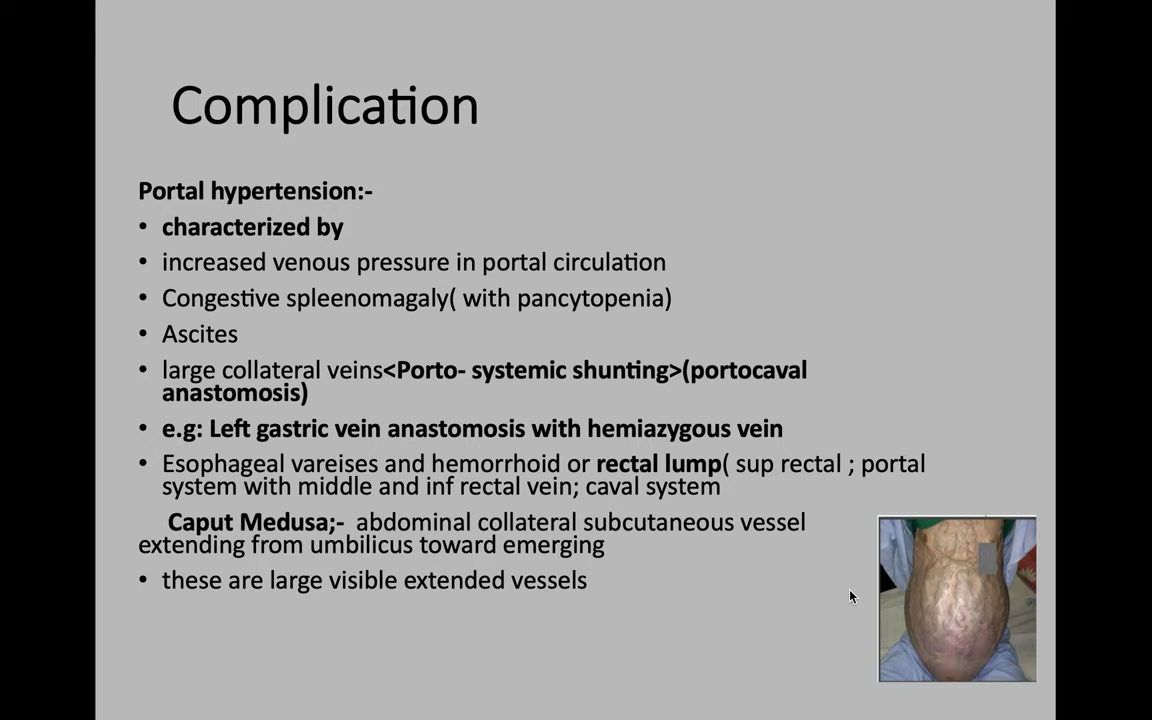 Complication
Portal hypertension:-
• characterized by
• increased venous pressure in portal circulation
• Congestive spleenomagaly( with pancytopenia)
• Ascites
• large collateral veins<Porto- systemic shunting>(portocaval
anastomosis)
• e.g: Left gastric vein anastomosis with hemiazygous vein
• Esophageal vareises and hemorrhoid or rectal lump( sup rectal ; portal
system with middle and inf rectal vein; caval system
Caput Medusa;- abdominal collateral subcutaneous vessel
extending from umbilicus toward emerging
• these are large visible extended vessels